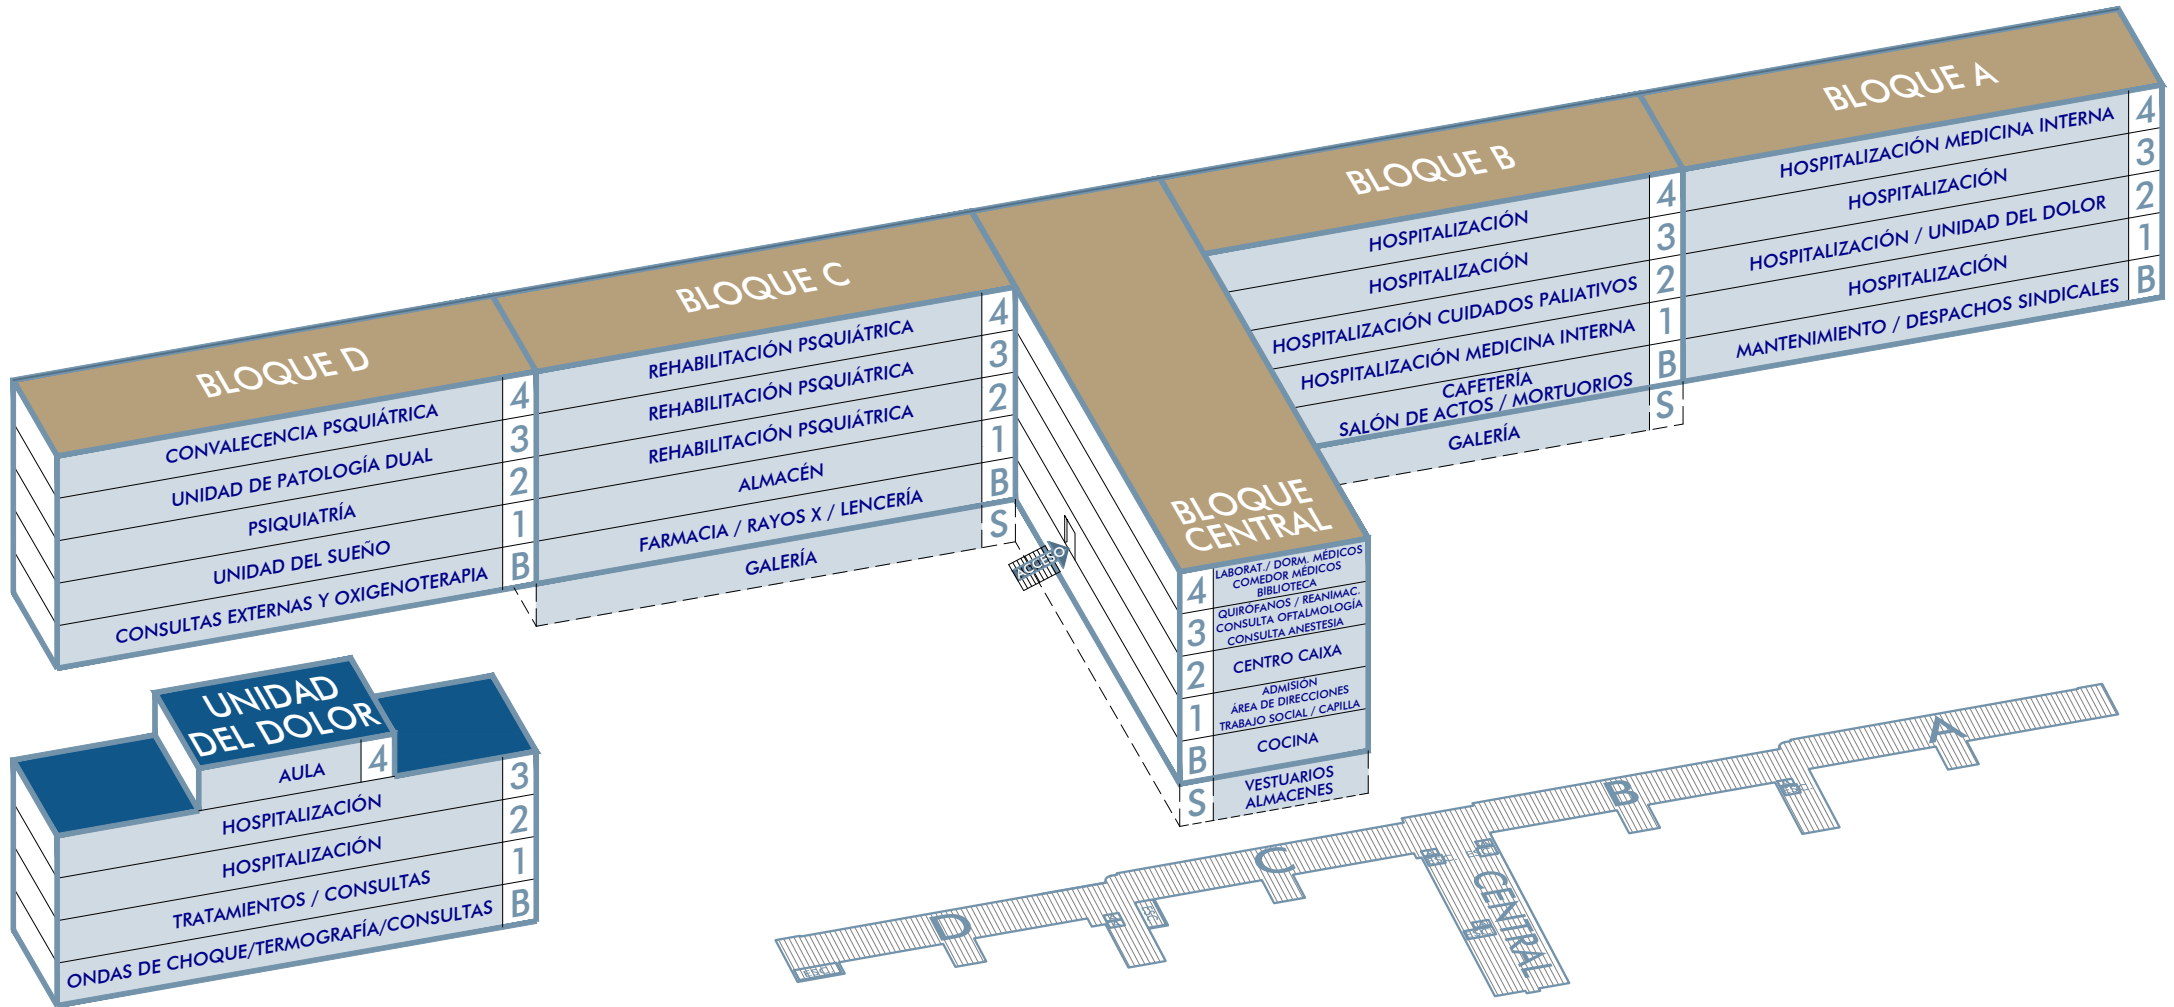 BLOQUE A
HOSPITALIZACIÓN MEDICINA INTERNA 4
HOSPITALIZACIÓN 3
HOSPITALIZACIÓN / UNIDAD DEL DOLOR 2
HOSPITALIZACIÓN 1
MANTENIMIENTO / DESPACHOS SINDICALES B
BLOQUE B
HOSPITALIZACIÓN 4
HOSPITALIZACIÓN 3
HOSPITALIZACIÓN CUIDADOS PALIATIVOS 2
HOSPITALIZACIÓN MEDICINA INTERNA 1
CAFETERÍA
SALÓN DE ACTOS / MORTUORIOS B
GALERÍA S
BLOQUE C
REHABILITACIÓN PSQUIÁTRICA 4
REHABILITACIÓN PSQUIÁTRICA 3
REHABILITACIÓN PSQUIÁTRICA 2
ALMACÉN 1
FARMACIA / RAYOS X / LENCERÍA B
GALERÍA S
BLOQUE D
CONVALECENCIA PSQUIÁTRICA 4
UNIDAD DE PATOLOGÍA DUAL 3
PSIQUIATRÍA 2
UNIDAD DEL SUEÑO 1
CONSULTAS EXTERNAS Y OXIGENOTERAPIA B
ACCESO
BLOQUE
CENTRAL
4 LABORAT./ DORM. MÉDICOS
COMEDOR MÉDICOS
BIBLIOTECA
3 QUIRÓFANOS / REANIMAC.
CONSULTA OFTALMOLOGÍA
CONSULTA ANESTESIA
2 CENTRO CAIXA
1 ADMISIÓN
ÁREA DE DIRECCIONES
TRABAJO SOCIAL / CAPILLA
B COCINA
S VESTUARIOS
ALMACENES
UNIDAD
DEL DOLOR
AULA 4
HOSPITALIZACIÓN 3
HOSPITALIZACIÓN 2
TRATAMIENTOS / CONSULTAS 1
ONDAS DE CHOQUE/TERMOGRAFÍA/CONSULTAS B
A
B
C
CENTRAL
D
ESC.
ESC.